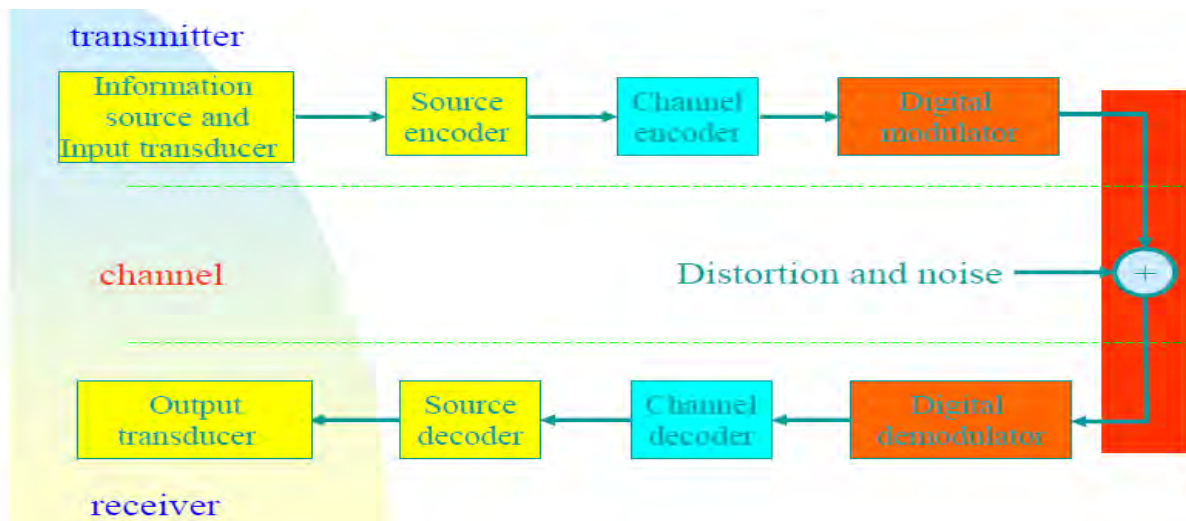 transmitter
Information
source and
Input transducer
Source
encoder
Channel
encoder
Digital
modulator
channel
Distortion and noise
+
Output
transducer
Source
decoder
Channel
decoder
Digital
demodulator
receiver